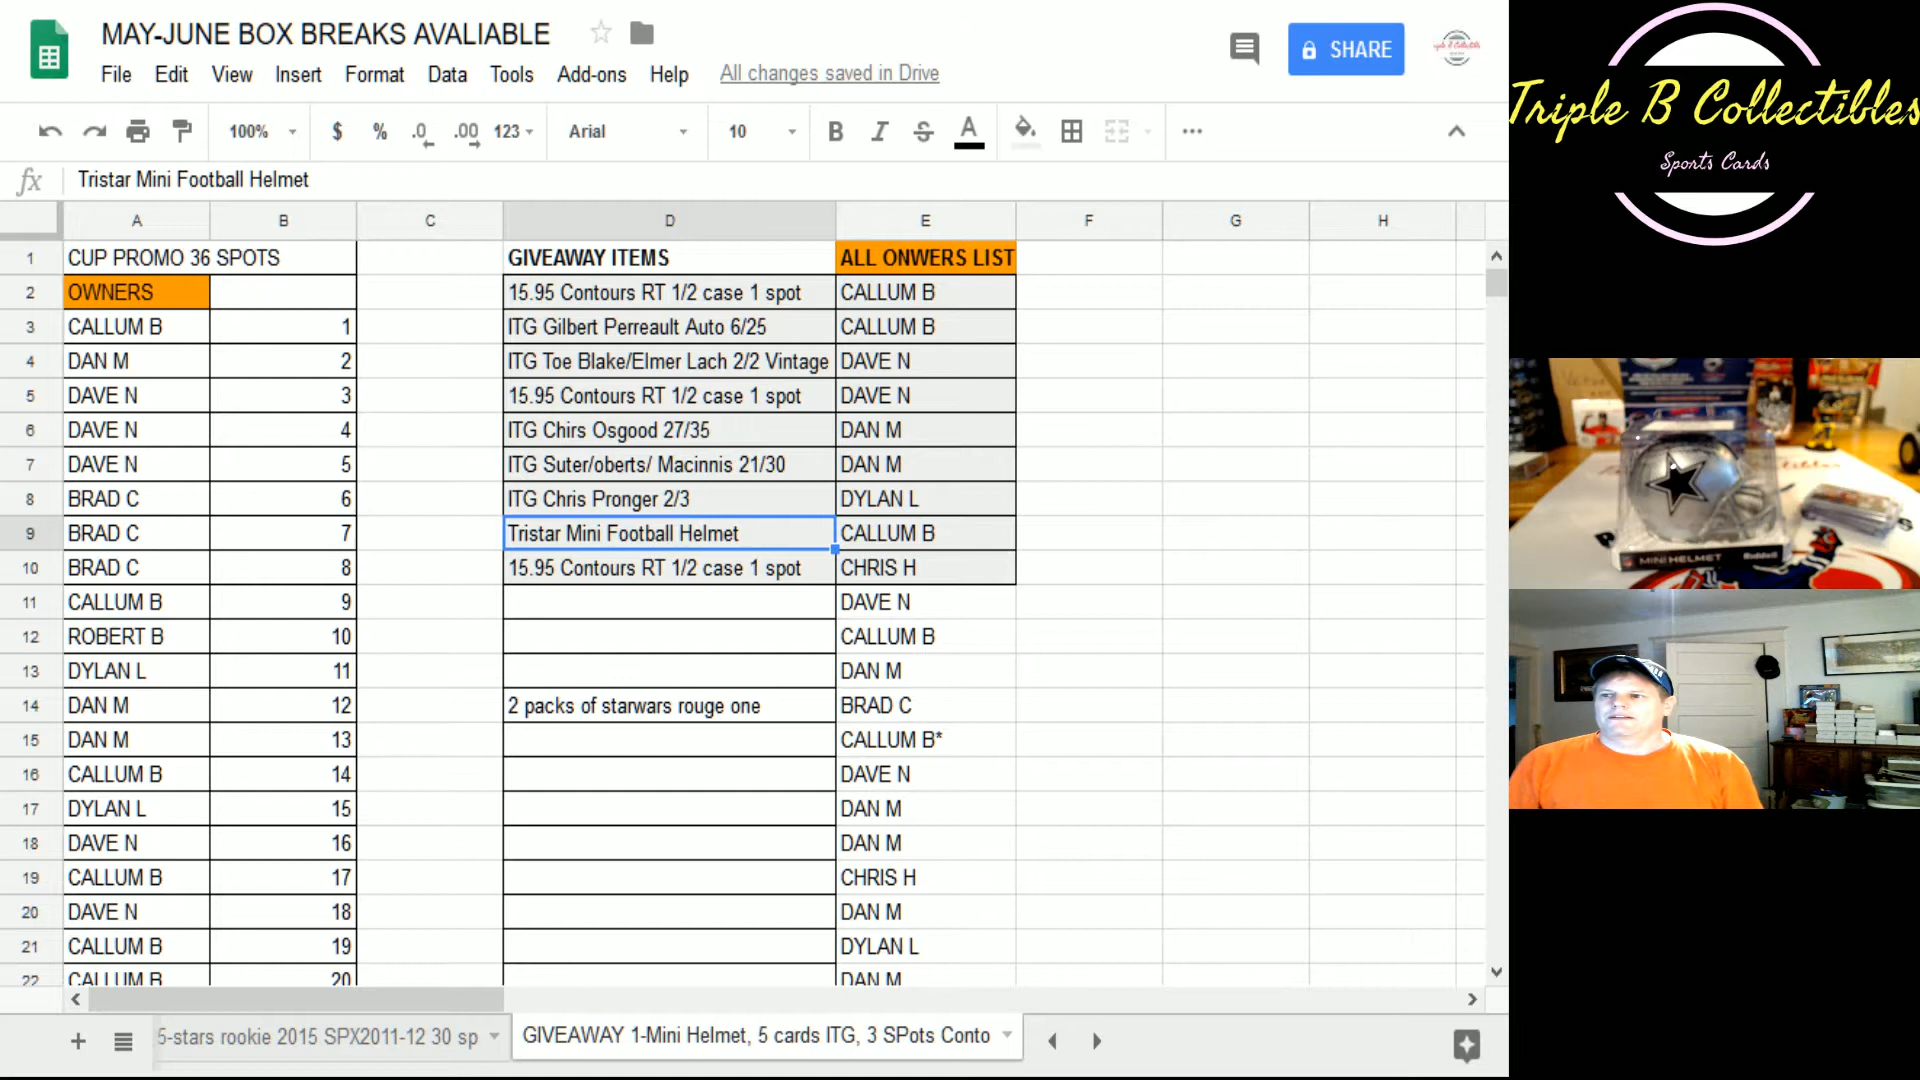 MAY-JUNE BOX BREAKS AVALIABLE
File Edit View Insert Format Data Tools Add-ons Help All changes saved in Drive
SHARE
100% $ % .0 .00 123 Arial 10 B I S A
fx Tristar Mini Football Helmet
A B C D E F G H
1 CUP PROMO 36 SPOTS GIVEAWAY ITEMS ALL ONWERS LIST
2 OWNERS 15.95 Contours RT 1/2 case 1 spot CALLUM B
3 CALLUM B 1 ITG Gilbert Perreault Auto 6/25 CALLUM B
4 DAN M 2 ITG Toe Blake/Elmer Lach 2/2 Vintage DAVE N
5 DAVE N 3 15.95 Contours RT 1/2 case 1 spot DAVE N
6 DAVE N 4 ITG Chirs Osgood 27/35 DAN M
7 DAVE N 5 ITG Suter/oberts/ Macinnis 21/30 DAN M
8 BRAD C 6 ITG Chris Pronger 2/3 DYLAN L
9 BRAD C 7 Tristar Mini Football Helmet CALLUM B
10 BRAD C 8 15.95 Contours RT 1/2 case 1 spot CHRIS H
11 CALLUM B 9 DAVE N
12 ROBERT B 10 CALLUM B
13 DYLAN L 11 DAN M
14 DAN M 12 2 packs of starwars rouge one BRAD C
15 DAN M 13 CALLUM B*
16 CALLUM B 14 DAVE N
17 DYLAN L 15 DAN M
18 DAVE N 16 DAN M
19 CALLUM B 17 CHRIS H
20 DAVE N 18 DAN M
21 CALLUM B 19 DYLAN L
22 CALLUM B 20 DAN M
5-stars rookie 2015 SPX2011-12 30 sp GIVEAWAY 1-Mini Helmet, 5 cards ITG, 3 SPots Conto
Triple B Collectibles
Sports Cards
MINI HELMET Riddell